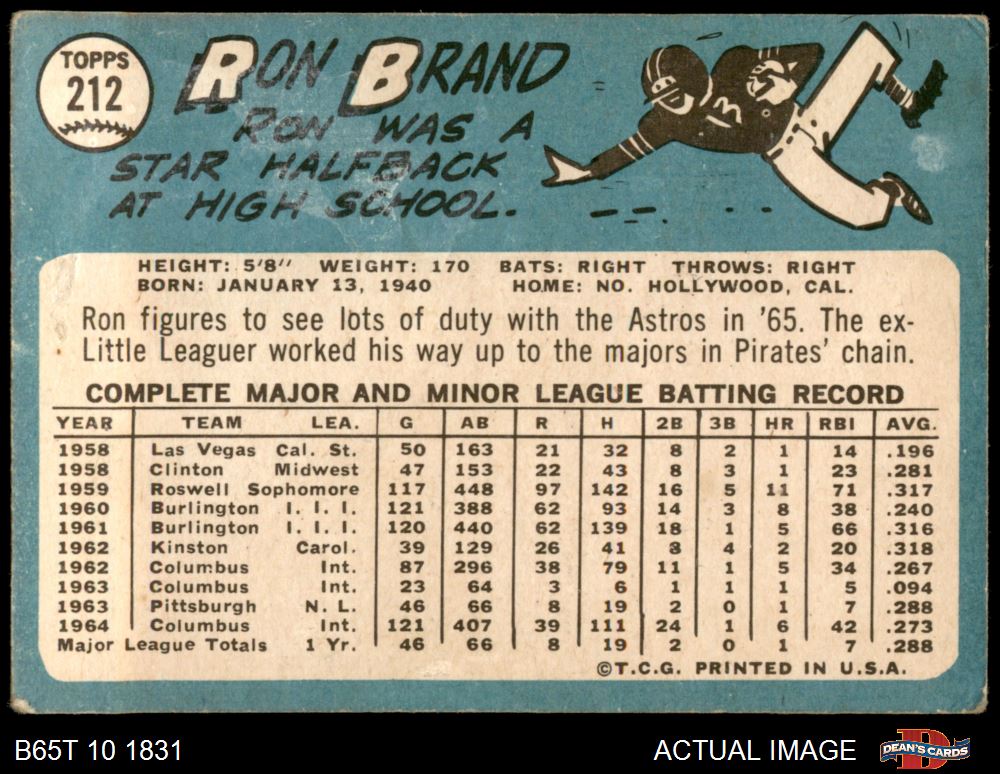 TOPPS
212
RON BRAND
RON WAS A
STAR HALFBACK
AT HIGH SCHOOL.
HEIGHT: 5'8" WEIGHT: 170 BATS: RIGHT THROWS: RIGHT
BORN: JANUARY 13, 1940 HOME: NO. HOLLYWOOD, CAL.
Ron figures to see lots of duty with the Astros in '65. The ex-
Little Leaguer worked his way up to the majors in Pirates' chain.
COMPLETE MAJOR AND MINOR LEAGUE BATTING RECORD
YEAR TEAM LEA. G AB R H 2B 3B HR RBI AVG.
1958 Las Vegas Cal. St. 50 163 21 32 8 2 1 14 .196
1958 Clinton Midwest 47 153 22 43 8 3 1 23 .281
1959 Roswell Sophomore 117 448 97 142 16 5 11 71 .317
1960 Burlington I. I. I. 121 388 62 93 14 3 8 38 .240
1961 Burlington I. I. I. 120 440 62 139 18 1 5 66 .316
1962 Kinston Carol. 39 129 26 41 8 4 2 20 .318
1962 Columbus Int. 87 296 38 79 11 1 5 34 .267
1963 Columbus Int. 23 64 3 6 1 1 1 5 .094
1963 Pittsburgh N. L. 46 66 8 19 2 0 1 7 .288
1964 Columbus Int. 121 407 39 111 24 1 6 42 .273
Major League Totals 1 Yr. 46 66 8 19 2 0 1 7 .288
©T.C.G. PRINTED IN U.S.A.
B65T 10 1831 ACTUAL IMAGE DEAN'S CARDS